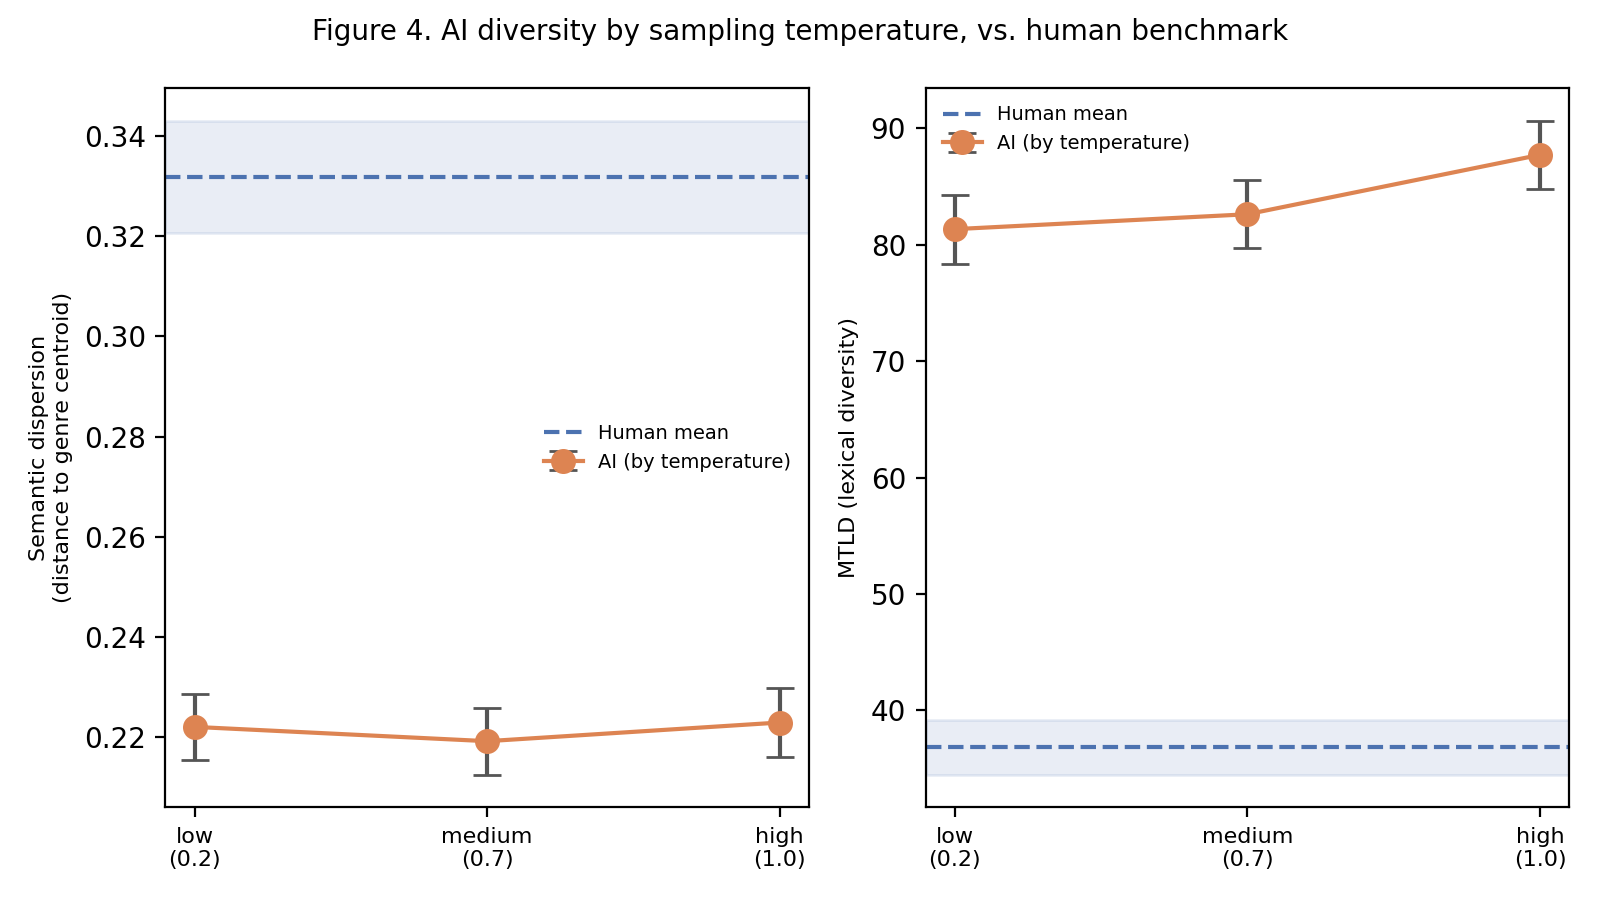 Figure 4. AI diversity by sampling temperature, vs. human benchmark
Semantic dispersion
(distance to genre centroid)
0.34
0.32
0.30
0.28
0.26
0.24
0.22
Human mean
AI (by temperature)
low
(0.2)
medium
(0.7)
high
(1.0)
MTLD (lexical diversity)
90
80
70
60
50
40
Human mean
AI (by temperature)
low
(0.2)
medium
(0.7)
high
(1.0)